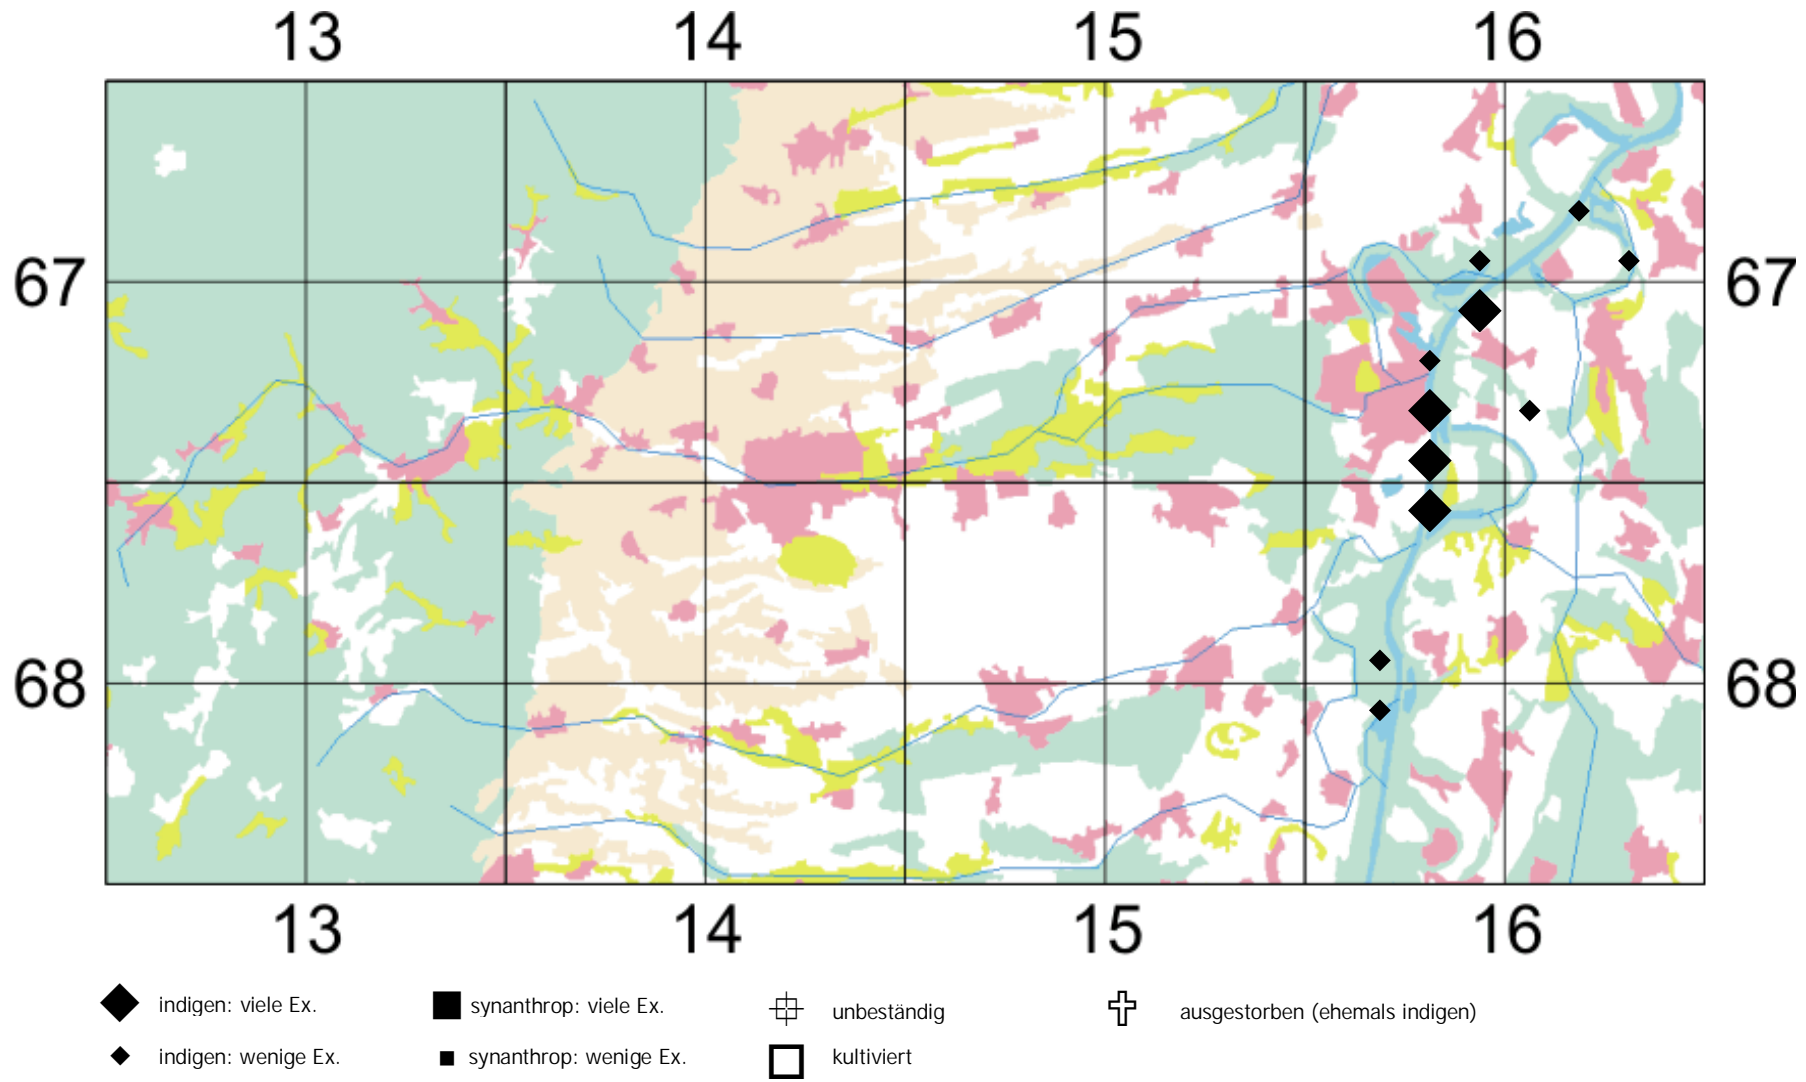 13 14 15 16
67 67
68 68
13 14 15 16
indigen: viele Ex. synanthrop: viele Ex. unbeständig ausgestorben (ehemals indigen)
indigen: wenige Ex. synanthrop: wenige Ex. kultiviert